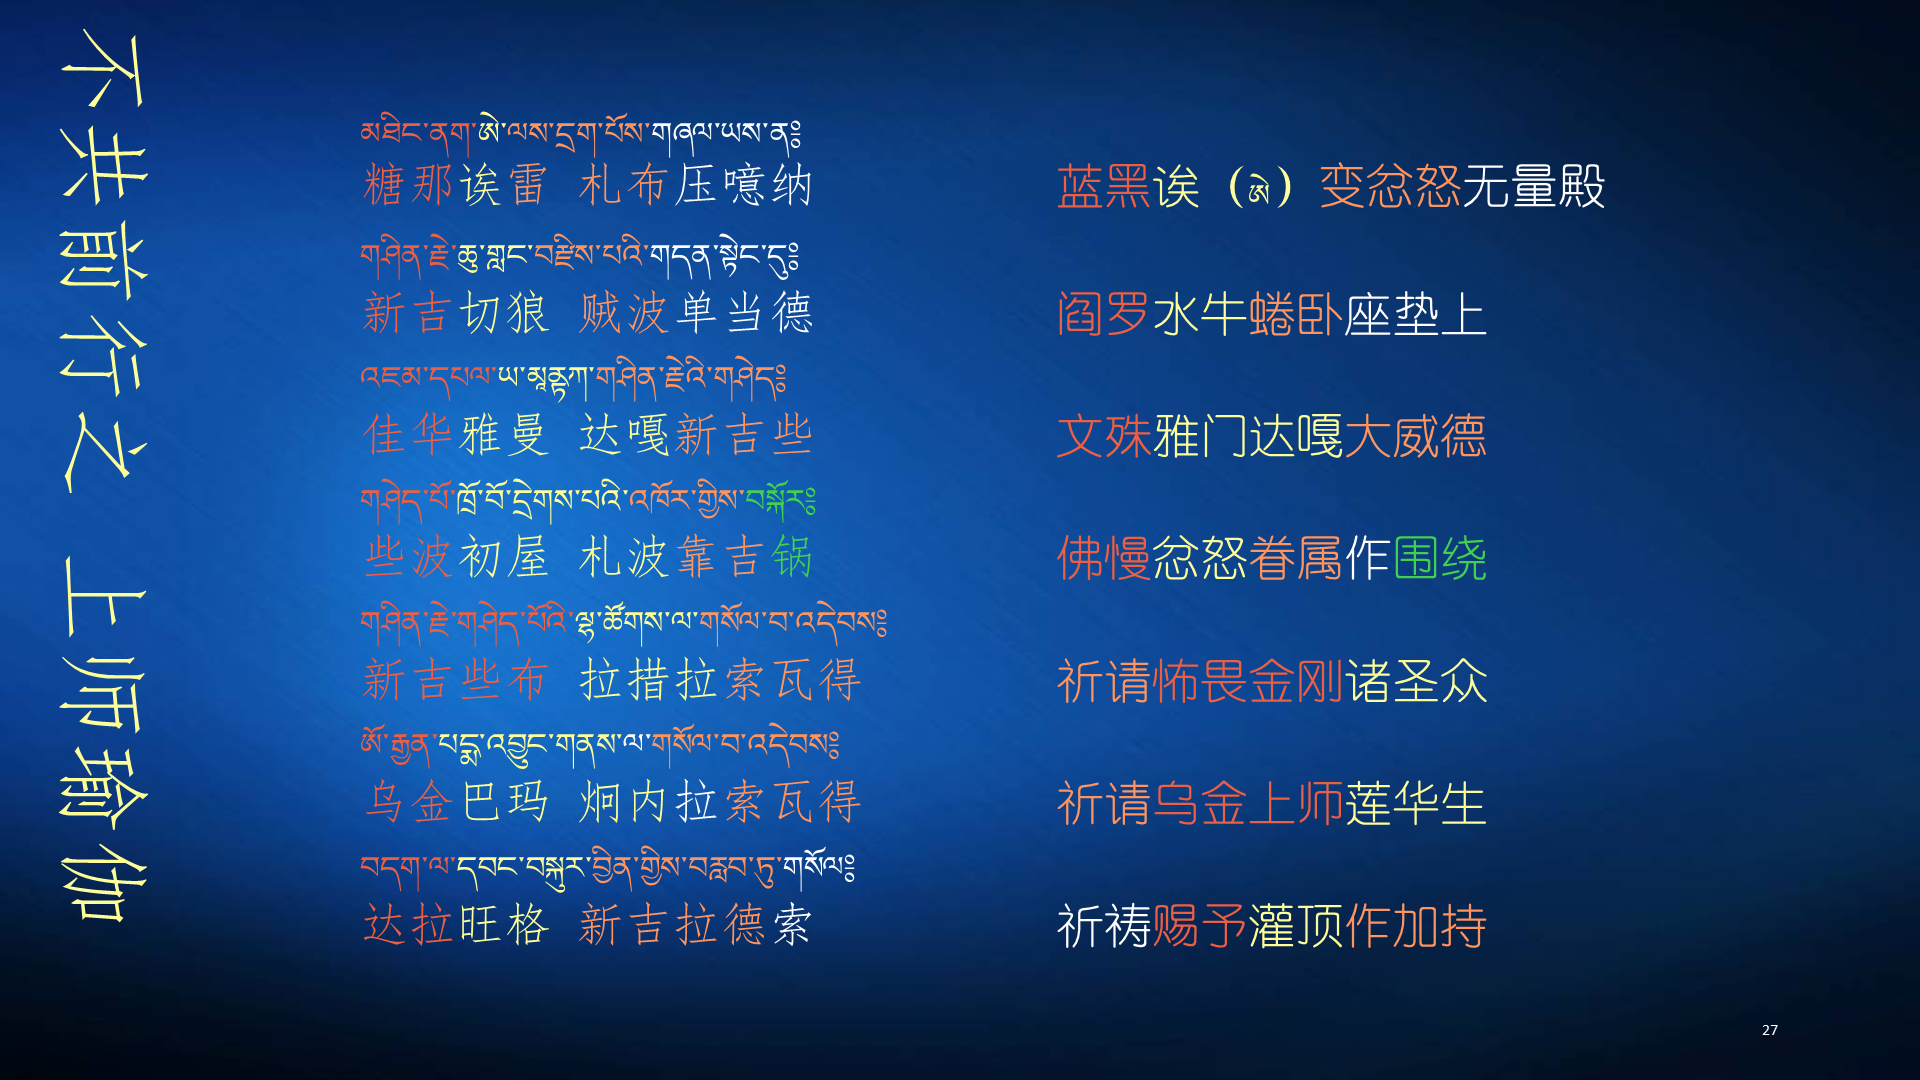 不共前行之 上师瑜伽
མཐིང་ནག་ཨེ་ལས་དྲག་པོས་གཞལ་ཡས་ན༔
糖那诶雷 札布压噫纳
蓝黑诶（ཨེ）变忿怒无量殿
གཤིན་རྗེ་ཆུ་གླང་བརྫིས་པའི་གདན་སྟེང་དུ༔
新吉切狼 贼波单当德
阎罗水牛蜷卧座垫上
འཇམ་དཔལ་ཡ་མཱནྟཀ་གཤིན་རྗེའི་གཤེད༔
佳华雅曼 达嘎新吉些
文殊雅门达嘎大威德
གཤེད་པོ་ཁྲོ་བོ་དྲེགས་པའི་འཁོར་གྱིས་བསྐོར༔
些波初屋 札波靠吉锅
佛慢忿怒眷属作围绕
གཤིན་རྗེ་གཤེད་པོའི་ལྷ་ཚོགས་ལ་གསོལ་བ་འདེབས༔
新吉些布 拉措拉索瓦得
祈请怖畏金刚诸圣众
ཨོ་རྒྱན་པདྨ་འབྱུང་གནས་ལ་གསོལ་བ་འདེབས༔
乌金巴玛 炯内拉索瓦得
祈请乌金上师莲华生
བདག་ལ་དབང་བསྐུར་བྱིན་གྱིས་བརླབ་ཏུ་གསོལ༔
达拉旺格 新吉拉德索
祈祷赐予灌顶作加持
27